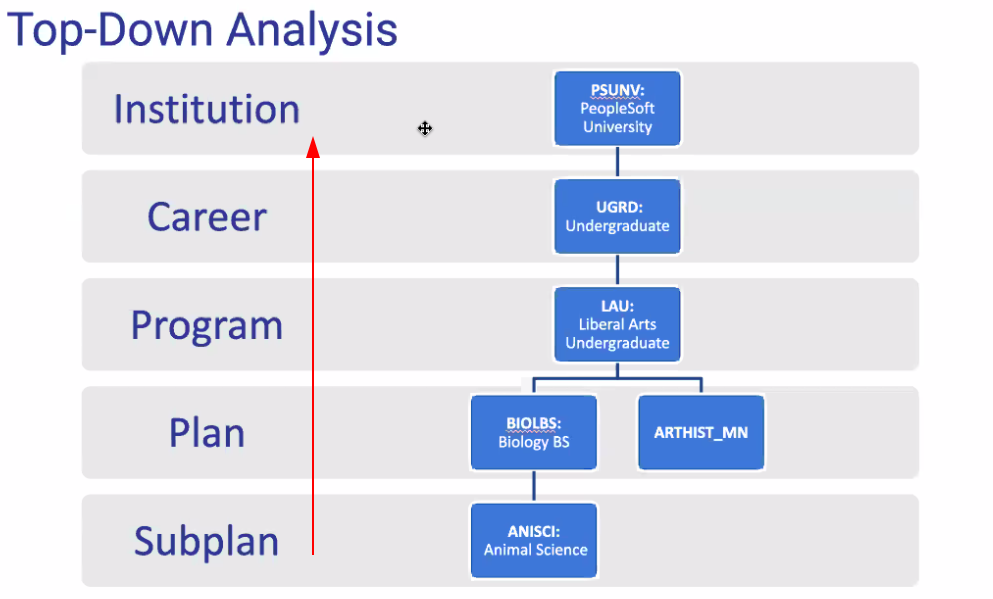 Top-Down Analysis
Institution
PSUNV:
PeopleSoft
University
Career
UGRD:
Undergraduate
Program
LAU:
Liberal Arts
Undergraduate
Plan
BIOLBS:
Biology BS
ARTHIST_MN
Subplan
ANISCI:
Animal Science